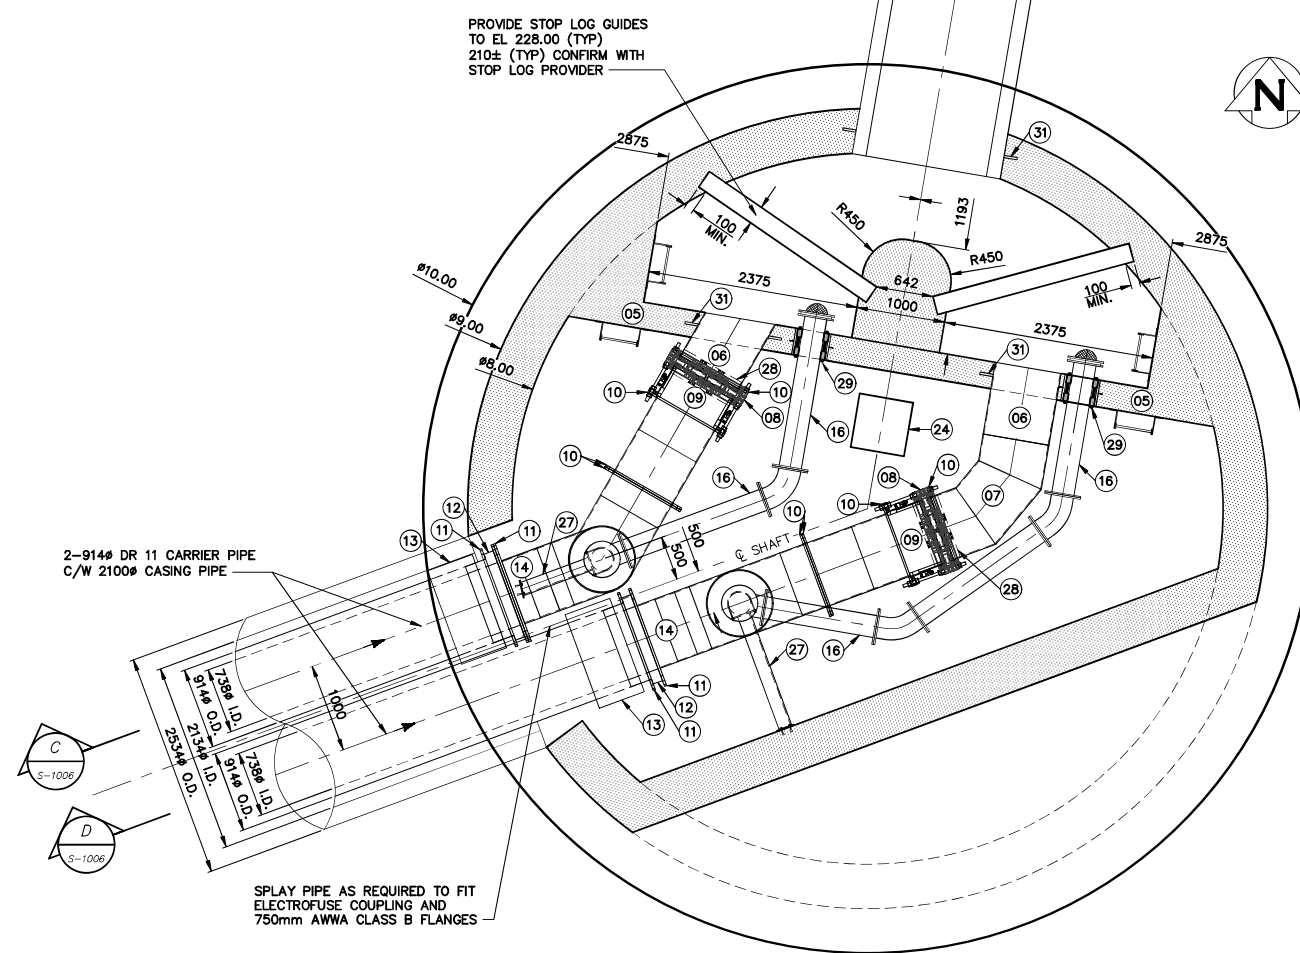 PROVIDE STOP LOG GUIDES
TO EL 228.00 (TYP)
210± (TYP) CONFIRM WITH
STOP LOG PROVIDER
N
31
2875
1193
R450
100
MIN.
R450
2875
ø10.00
2375
642
100
MIN.
1000
31
05
ø9.00
2375
31
06
ø8.00
28
29
05
10
09
10
08
06
16
24
29
10
16
08
10
16
07
10
10
12
11
27
11
500
500
℄ SHAFT
09
13
14
28
2-914ø DR 11 CARRIER PIPE
C/W 2100ø CASING PIPE
14
27
16
11
12
13
11
738ø I.D.
914ø O.D.
1000
2134ø I.D.
2534ø O.D.
738ø I.D.
914ø O.D.
C
S-1006
D
S-1006
SPLAY PIPE AS REQUIRED TO FIT
ELECTROFUSE COUPLING AND
750mm AWWA CLASS B FLANGES